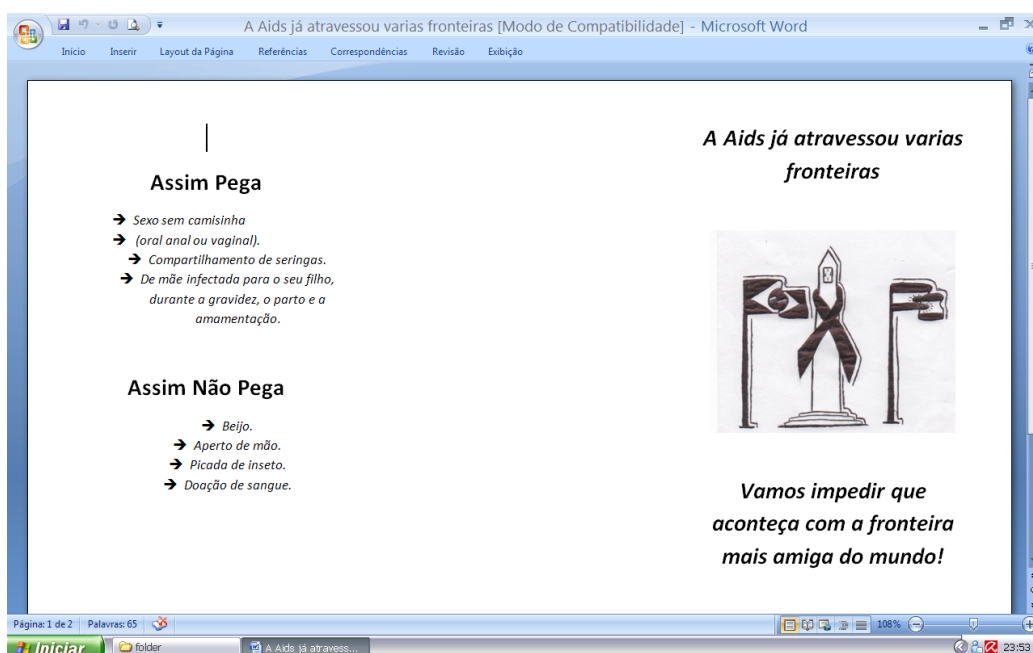 A Aids já atravessou varias fronteiras [Modo de Compatibilidade] - Microsoft Word
Início Inserir Layout da Página Referências Correspondências Revisão Exibição
Assim Pega
➔ Sexo sem camisinha
➔ (oral anal ou vaginal).
➔ Compartilhamento de seringas.
➔ De mãe infectada para o seu filho,
durante a gravidez, o parto e a
amamentação.
Assim Não Pega
➔ Beijo.
➔ Aperto de mão.
➔ Picada de inseto.
➔ Doação de sangue.
A Aids já atravessou varias
fronteiras
Vamos impedir que
aconteça com a fronteira
mais amiga do mundo!
Página: 1 de 2 Palavras: 65 108%
Iniciar folder A Aids já atravess... 23:53